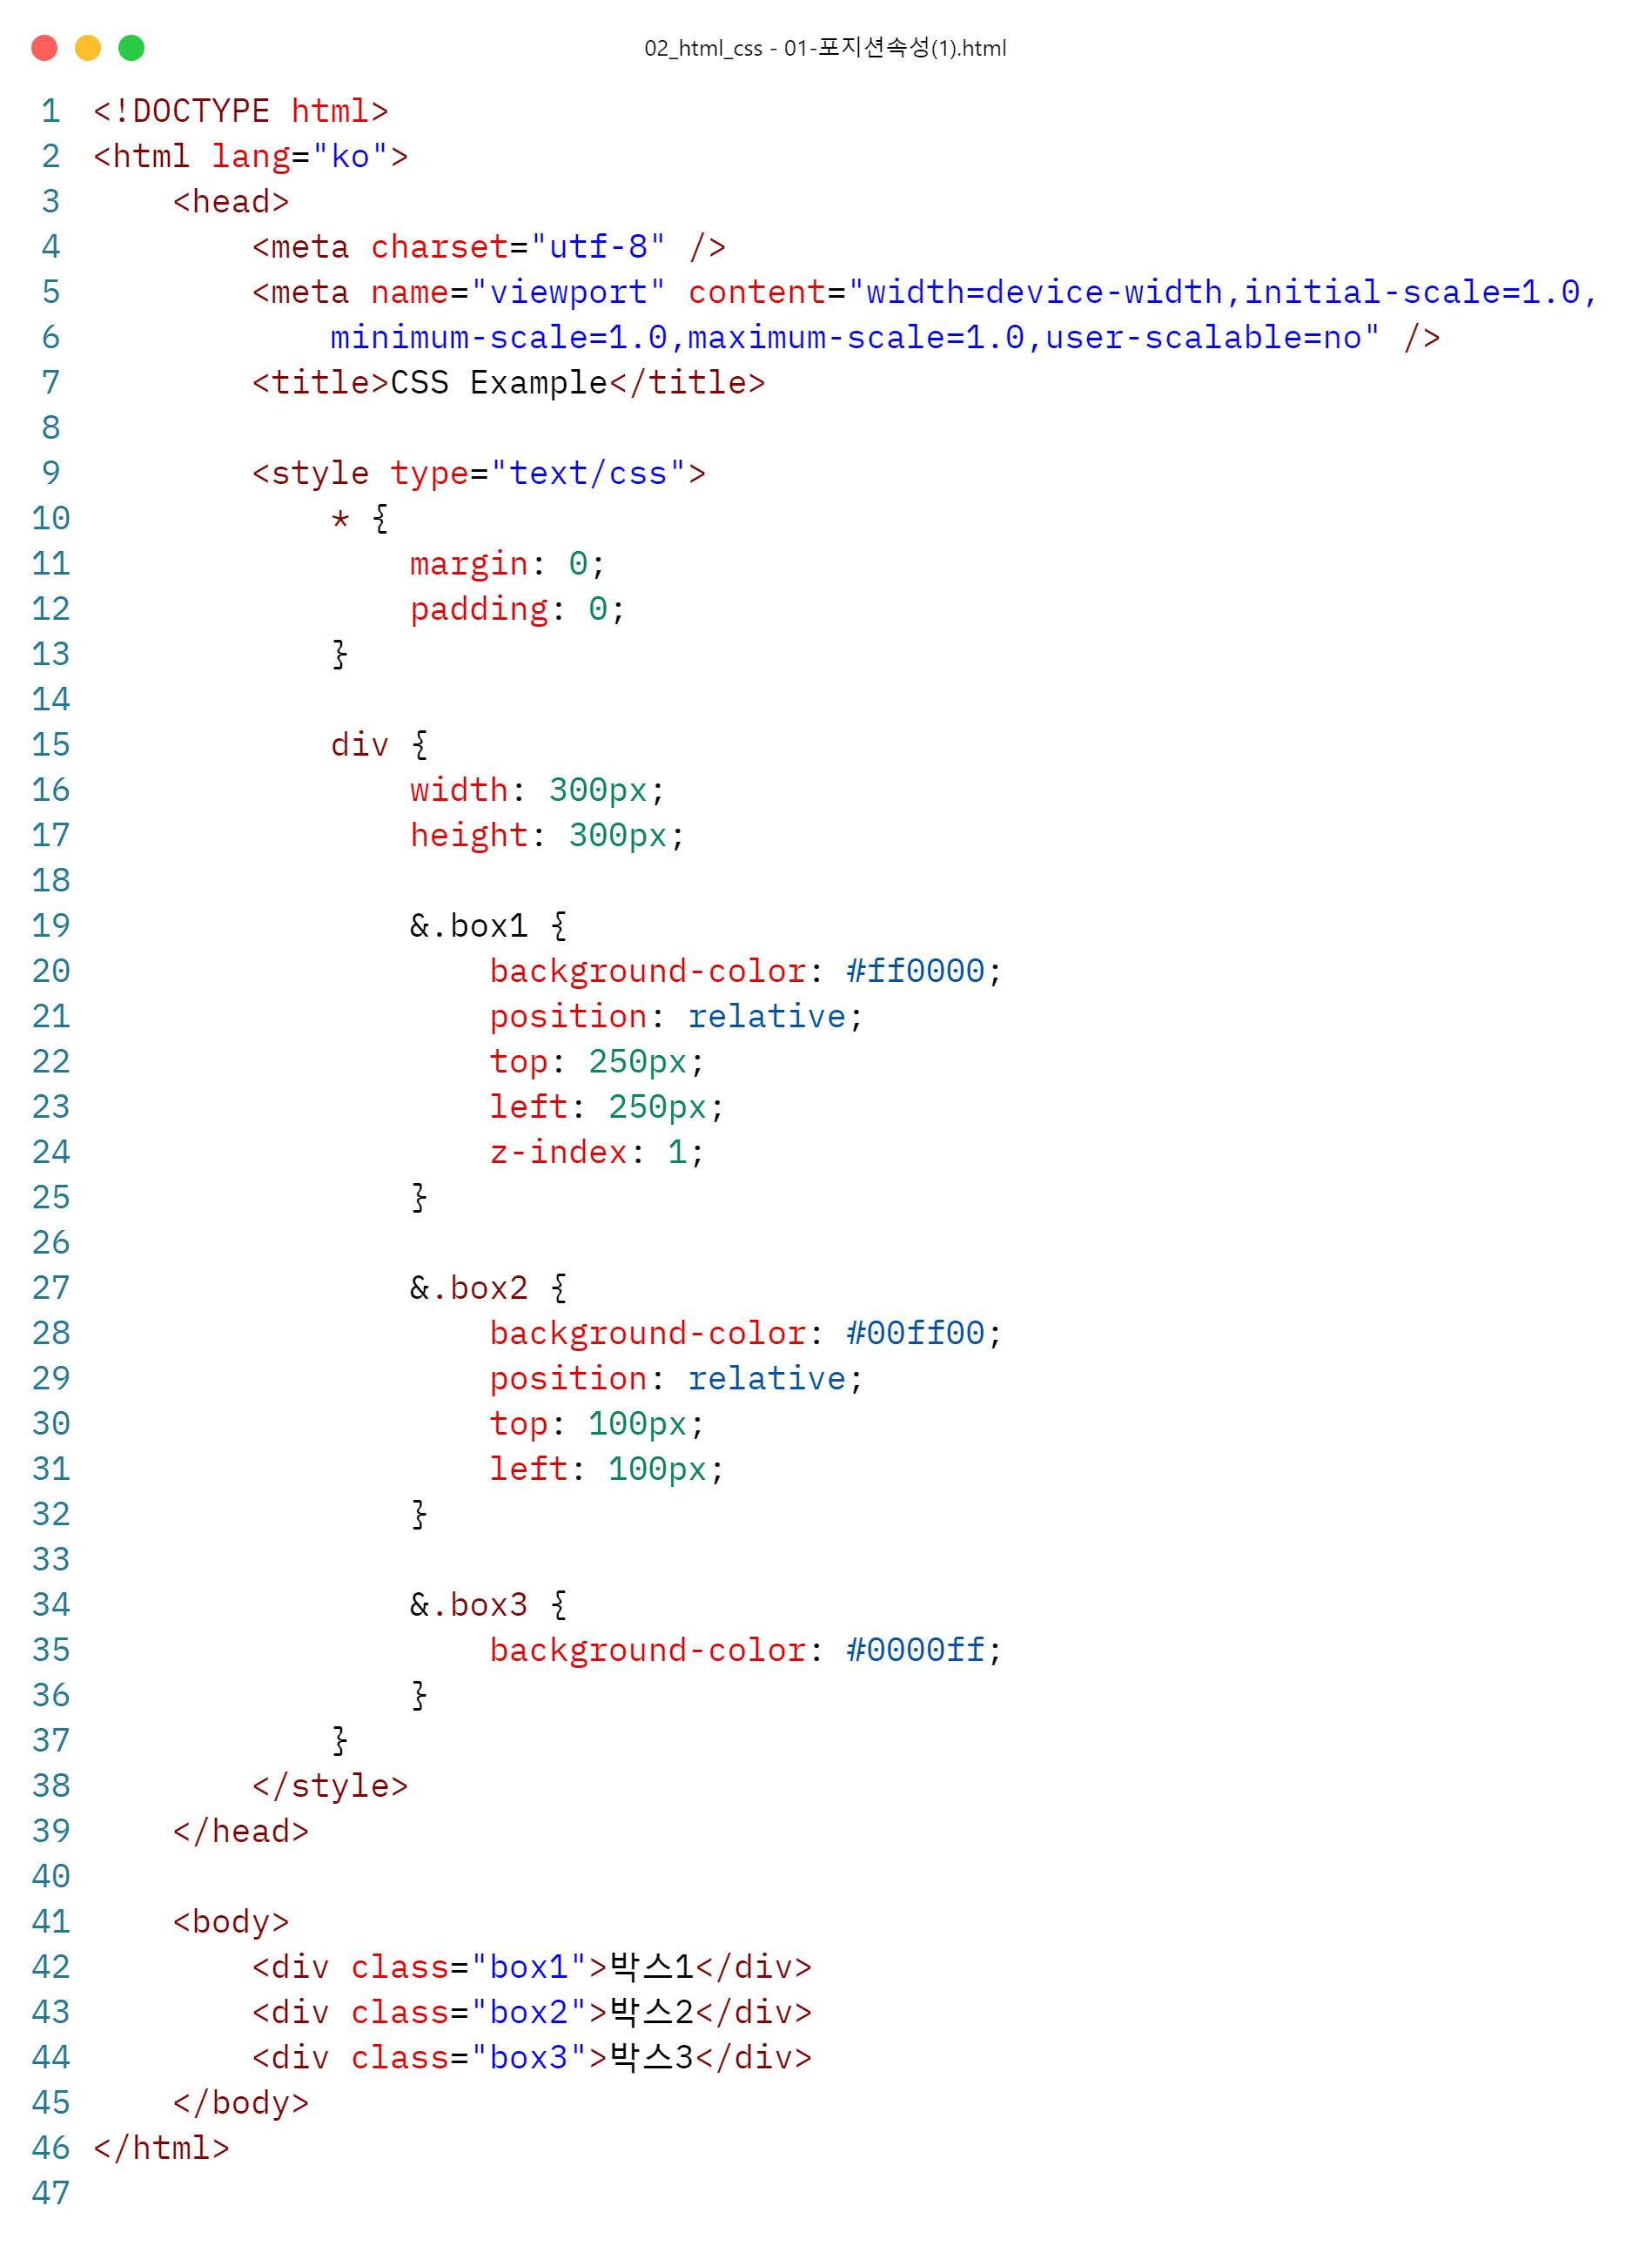 02_html_css - 01-포지션속성(1).html
1 <!DOCTYPE html>
2 <html lang="ko">
3     <head>
4         <meta charset="utf-8" />
5         <meta name="viewport" content="width=device-width,initial-scale=1.0,
6             minimum-scale=1.0,maximum-scale=1.0,user-scalable=no" />
7         <title>CSS Example</title>
8
9         <style type="text/css">
10             * {
11                 margin: 0;
12                 padding: 0;
13             }
14
15             div {
16                 width: 300px;
17                 height: 300px;
18
19                 &.box1 {
20                     background-color: #ff0000;
21                     position: relative;
22                     top: 250px;
23                     left: 250px;
24                     z-index: 1;
25                 }
26
27                 &.box2 {
28                     background-color: #00ff00;
29                     position: relative;
30                     top: 100px;
31                     left: 100px;
32                 }
33
34                 &.box3 {
35                     background-color: #0000ff;
36                 }
37             }
38         </style>
39     </head>
40
41     <body>
42         <div class="box1">박스1</div>
43         <div class="box2">박스2</div>
44         <div class="box3">박스3</div>
45     </body>
46 </html>
47